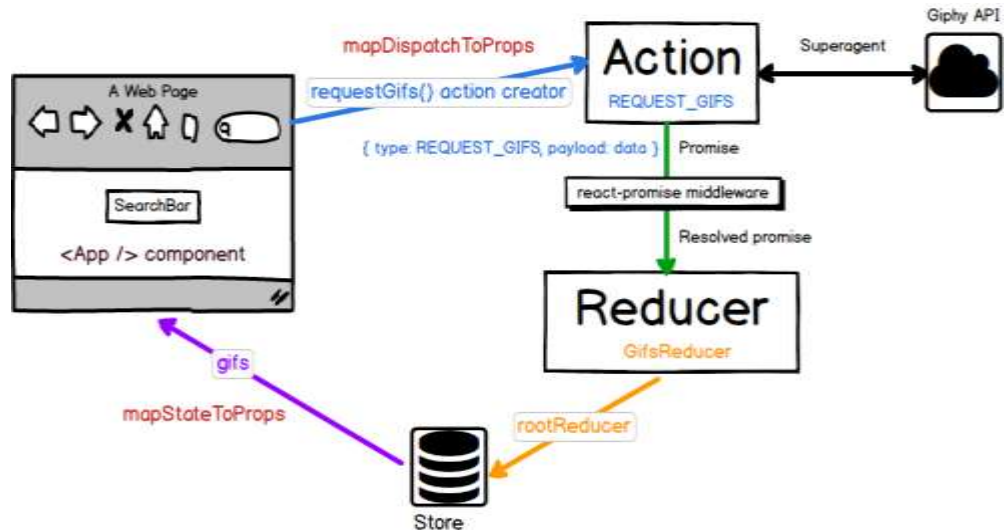 Giphy API
mapDispatchToProps
Action
Superagent
A Web Page
requestGifs() action creator
REQUEST_GIFS
{ type: REQUEST_GIFS, payload: data }
Promise
react-promise middleware
SearchBar
Resolved promise
<App /> component
Reducer
GifsReducer
gifs
mapStateToProps
rootReducer
Store